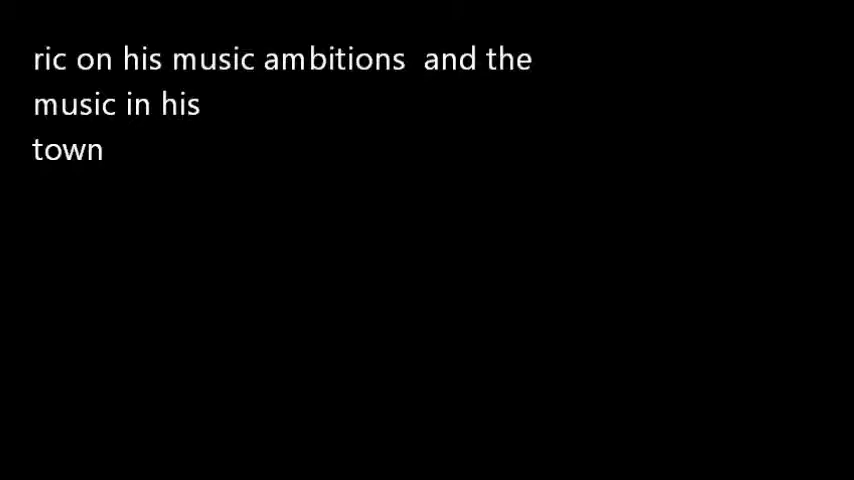 ric on his music ambitions  and the
music in his
town